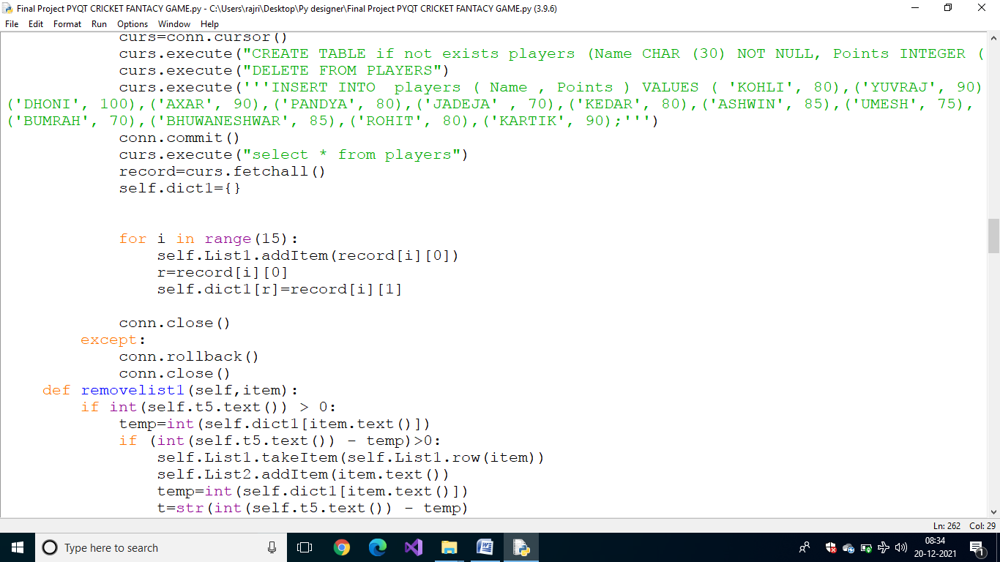 Final Project PYQT CRICKET FANTACY GAME.py - C:\Users\rajri\Desktop\Py designer\Final Project PYQT CRICKET FANTACY GAME.py (3.9.6)
File Edit Format Run Options Window Help
curs=conn.cursor()
curs.execute("CREATE TABLE if not exists players (Name CHAR (30) NOT NULL, Points INTEGER (
curs.execute("DELETE FROM PLAYERS")
curs.execute('''INSERT INTO  players ( Name , Points ) VALUES ( 'KOHLI', 80),('YUVRAJ', 90)
('DHONI', 100),('AXAR', 90),('PANDYA', 80),('JADEJA' , 70),('KEDAR', 80),('ASHWIN', 85),('UMESH', 75),
('BUMRAH', 70),('BHUWANESHWAR', 85),('ROHIT', 80),('KARTIK', 90);''')
conn.commit()
curs.execute("select * from players")
record=curs.fetchall()
self.dict1={}
for i in range(15):
self.List1.addItem(record[i][0])
r=record[i][0]
self.dict1[r]=record[i][1]
conn.close()
except:
conn.rollback()
conn.close()
def removelist1(self,item):
if int(self.t5.text()) > 0:
temp=int(self.dict1[item.text()])
if (int(self.t5.text()) - temp)>0:
self.List1.takeItem(self.List1.row(item))
self.List2.addItem(item.text())
temp=int(self.dict1[item.text()])
t=str(int(self.t5.text()) - temp)
Ln: 262 Col: 29
Type here to search
08:34
20-12-2021
1